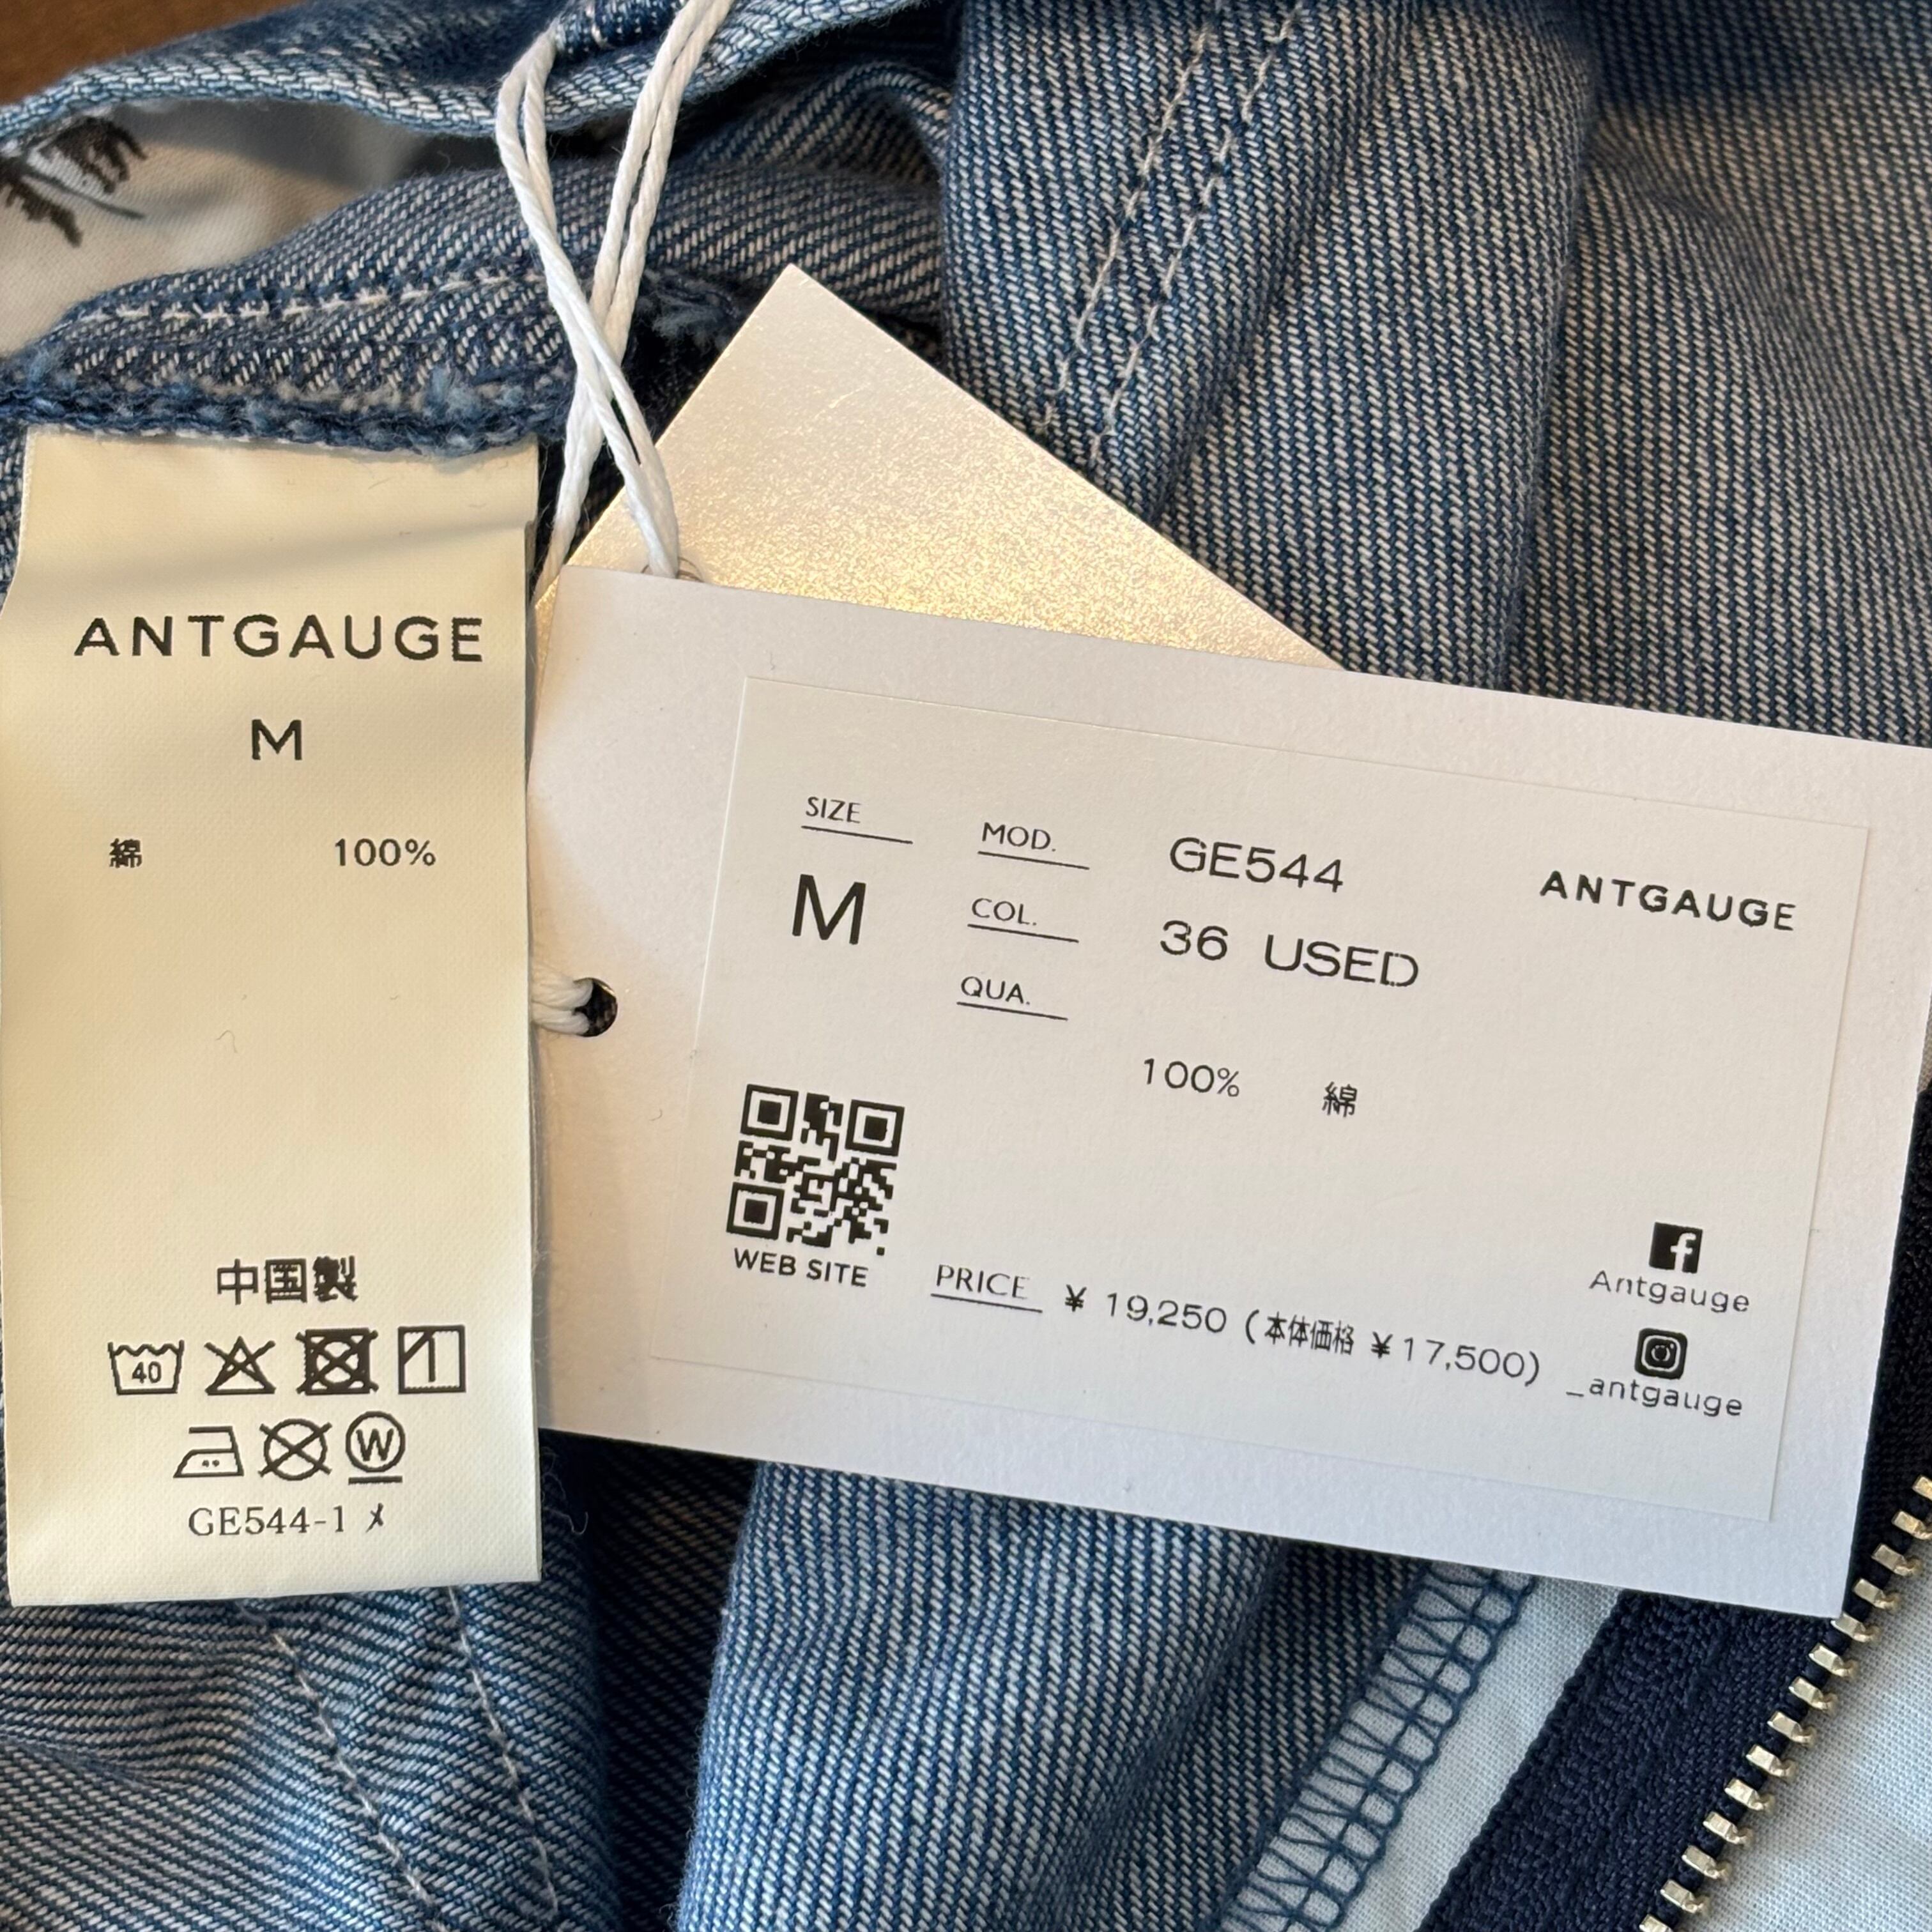 ANTGAUGE
M
綿 100%
中国製
40
W
GE544-1 メ
SIZE
M
MOD. GE544
COL. 36 USED
QUA.
100% 綿
ANTGAUGE
WEB SITE
PRICE ¥ 19,250 (本体価格 ¥17,500)
Antgauge
_antgauge